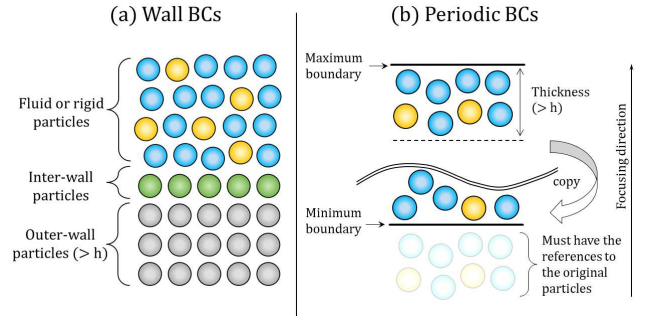 (a) Wall BCs
Fluid or rigid
particles
Inter-wall
particles
Outer-wall
particles (> h)
(b) Periodic BCs
Maximum
boundary
Thickness
(> h)
copy
Minimum
boundary
Must have the
references to
the original
particles
Focusing direction